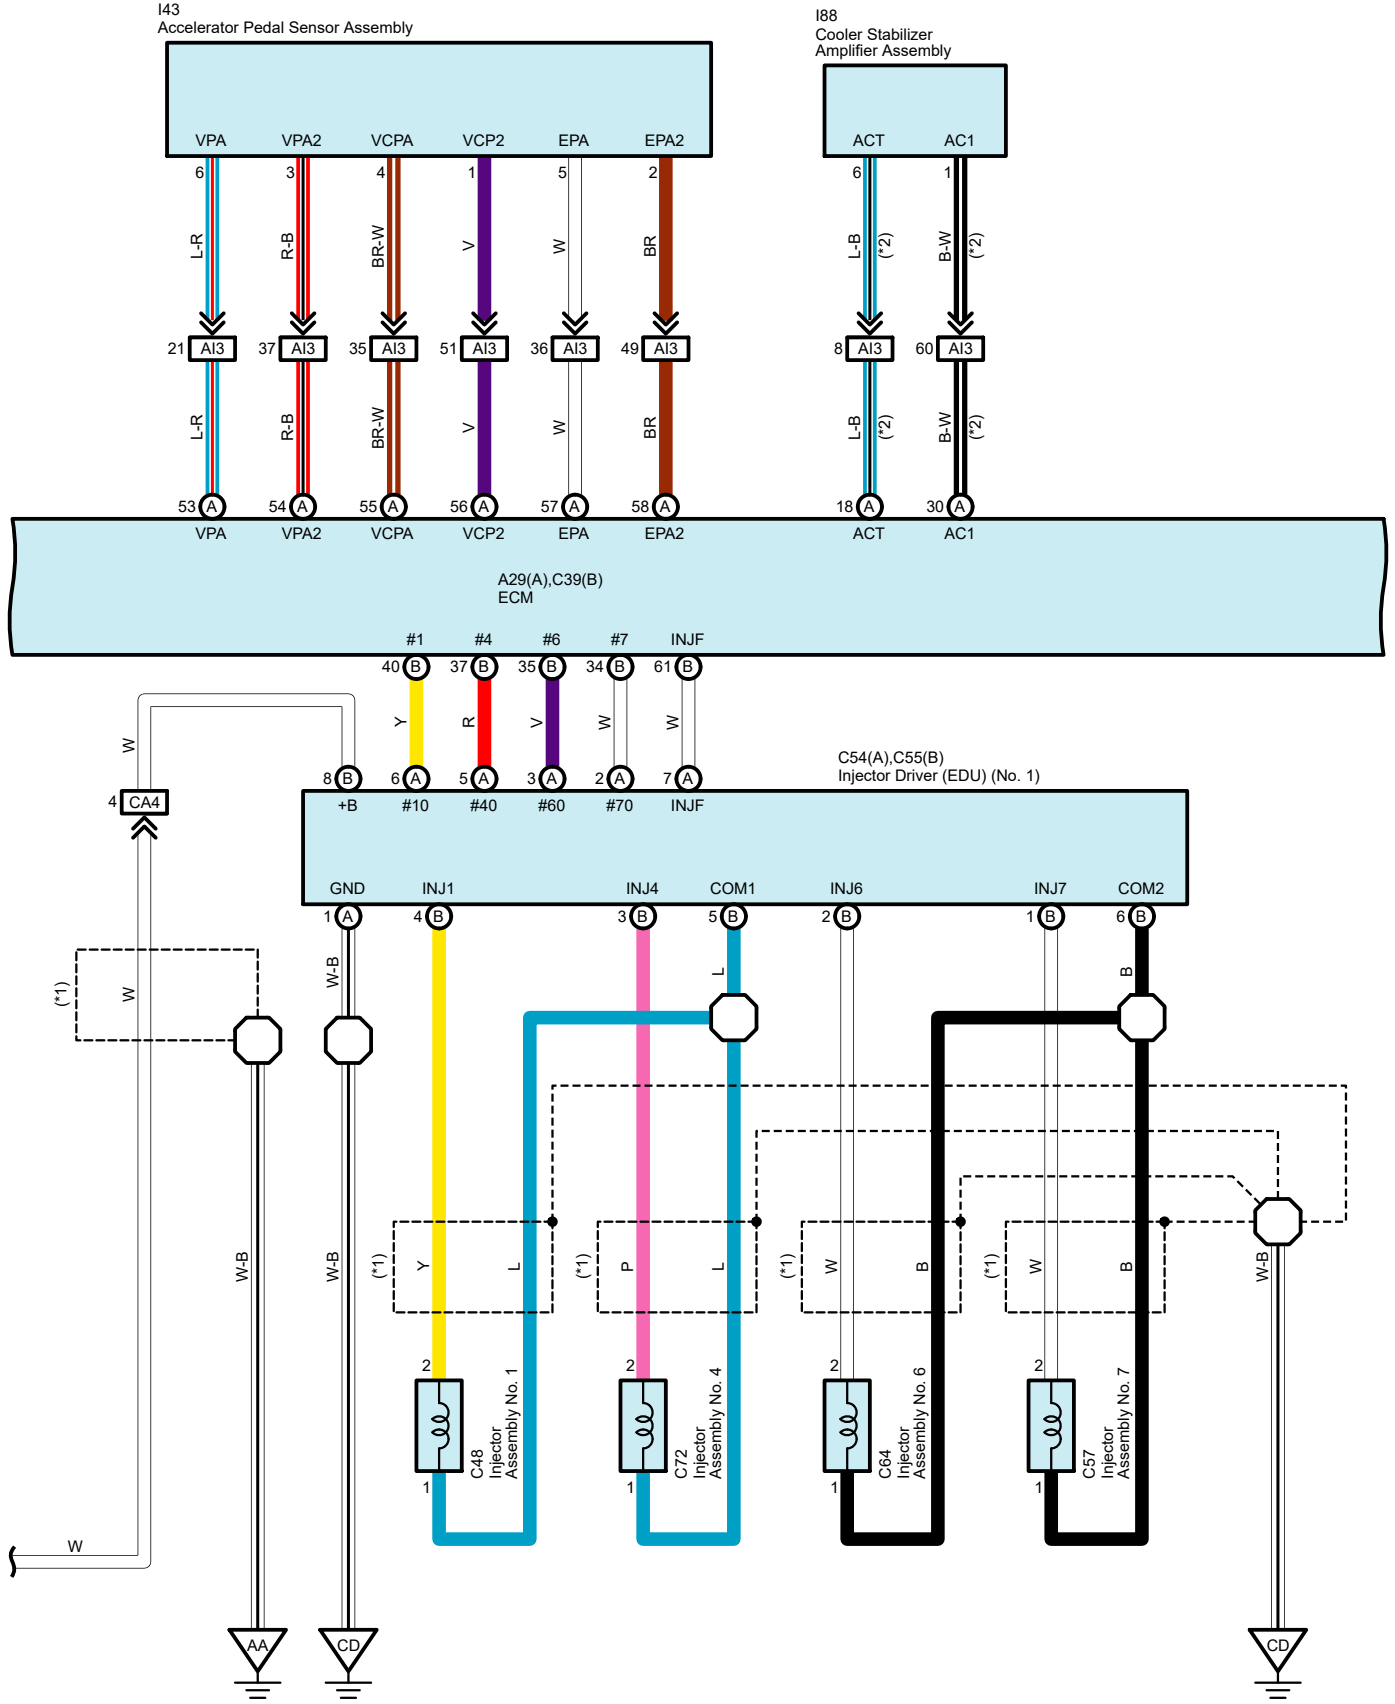 I43
Accelerator Pedal Sensor Assembly
I88
Cooler Stabilizer
Amplifier Assembly
VPA VPA2 VCPA VCP2 EPA EPA2 ACT AC1
6 3 4 1 5 2 6 1
L-R R-B BR-W V W BR L-B (*2) B-W (*2)
21 AI3 37 AI3 35 AI3 51 AI3 36 AI3 49 AI3 8 AI3 60 AI3
L-R R-B BR-W V W BR L-B (*2) B-W (*2)
53 A 54 A 55 A 56 A 57 A 58 A 18 A 30 A
VPA VPA2 VCPA VCP2 EPA EPA2 ACT AC1
A29(A),C39(B)
ECM
#1 #4 #6 #7 INJF
40 B 37 B 35 B 34 B 61 B
W Y R V W W
C54(A),C55(B)
Injector Driver (EDU) (No. 1)
8 B 6 A 5 A 3 A 2 A 7 A
4 CA4
+B #10 #40 #60 #70 INJF
GND INJ1 INJ4 COM1 INJ6 INJ7 COM2
1 A 4 B 3 B 5 B 2 B 1 B 6 B
(*1) W W-B L B
W-B W-B (*1) Y L (*1) P L (*1) W B (*1) W B W-B
2 2 2 2
C48
Injector
Assembly No. 1
C72
Injector
Assembly No. 4
C64
Injector
Assembly No. 6
C57
Injector
Assembly No. 7
1 1 1 1
W
AA CD CD